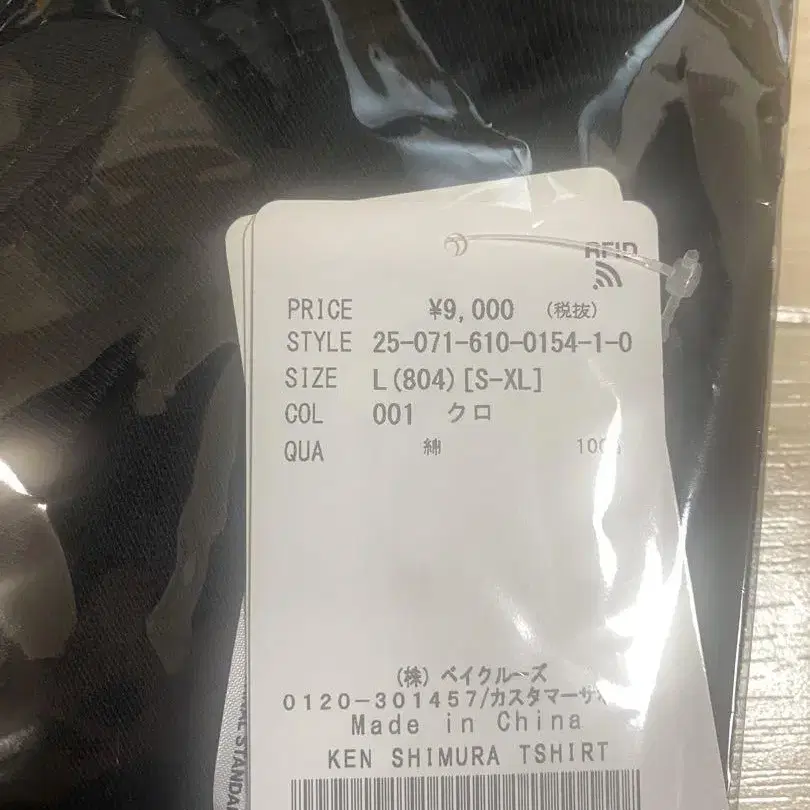 RFID
PRICE ¥9,000 (税抜)
STYLE 25-071-610-0154-1-0
SIZE L(804)[S-XL]
COL 001 クロ
QUA 綿
(株)ベイクルーズ
0120-301457/カスタマーサ
Made in China
KEN SHIMURA TSHIRT